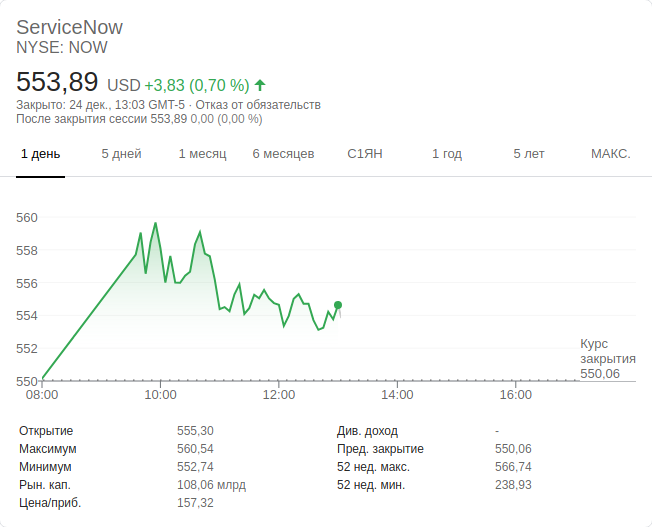 ServiceNow
NYSE: NOW
553,89 USD +3,83 (0,70 %)
Закрыто: 24 дек., 13:03 GMT-5 · Отказ от обязательств
После закрытия сессии 553,89 0,00 (0,00 %)
1 день 5 дней 1 месяц 6 месяцев С1ЯН 1 год 5 лет МАКС.
560
558
556
554
552
550
Курс
закрытия
550,06
08:00 10:00 12:00 14:00 16:00
Открытие 555,30 Див. доход -
Максимум 560,54 Пред. закрытие 550,06
Минимум 552,74 52 нед. макс. 566,74
Рын. кап. 108,06 млрд 52 нед. мин. 238,93
Цена/приб. 157,32